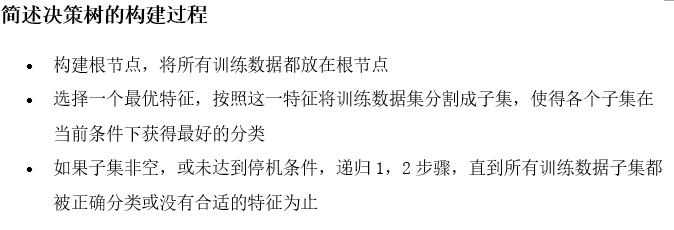 简述决策树的构建过程
• 构建根节点，将所有训练数据都放在根节点
• 选择一个最优特征，按照这一特征将训练数据集分割成子集，使得各个子集在
当前条件下获得最好的分类
• 如果子集非空，或未达到停机条件，递归 1，2 步骤，直到所有训练数据子集都
被正确分类或没有合适的特征为止